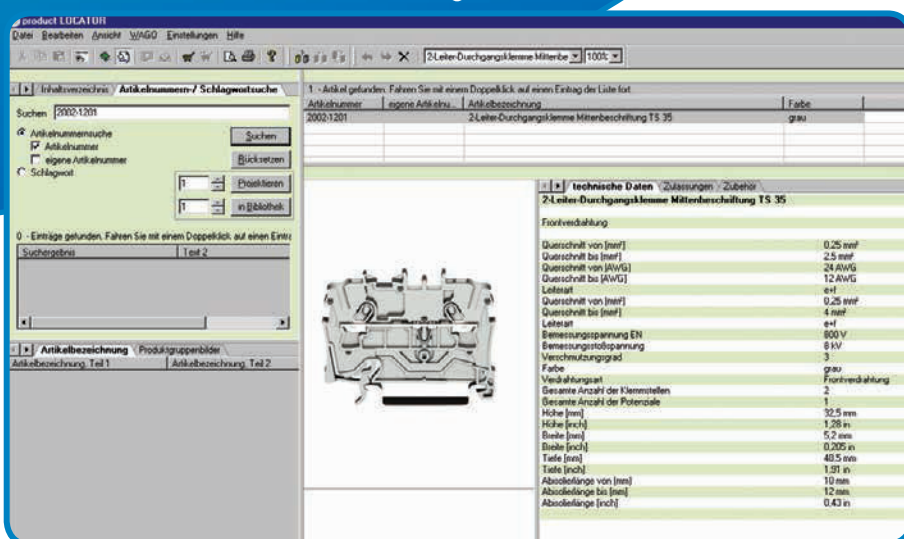 product LOCATOR
Datei Bearbeiten Ansicht WAGO Einstellungen Hilfe
2-Leiter-Durchgangsklemme Mittenbe 100%
Inhaltsverzeichnis Artikelnummern-/ Schlagwortsuche
Suchen 2002-1201
Artikelnummernsuche
Artikelnummer
eigene Artikelnummer
Schlagwort
Suchen
Rücksetzen
1 Projektieren
1 in Bibliothek
0 - Einträge gefunden. Fahren Sie mit einem Doppelklick auf einen Eintra
Suchergebnis Text 2
Artikelbezeichnung Produktgruppenbilder
Artikelbezeichnung, Teil 1 Artikelbezeichnung, Teil 2
1 - Artikel gefunden. Fahren Sie mit einem Doppelklick auf einen Eintrag der Liste fort.
Artikelnummer eigene Artikelnu... Artikelbezeichnung Farbe
2002-1201 2-Leiter-Durchgangsklemme Mittenbeschriftung TS 35 grau
technische Daten Zulassungen Zubehör
2-Leiter-Durchgangsklemme Mittenbeschriftung TS 35
Frontverdrahtung
Querschnitt von [mm²] 0,25 mm²
Querschnitt bis [mm²] 2,5 mm²
Querschnitt von [AWG] 24 AWG
Querschnitt bis [AWG] 12 AWG
Leiterart e+f
Querschnitt von [mm²] 0,25 mm²
Querschnitt bis [mm²] 4 mm²
Leiterart e+f
Bemessungsspannung EN 800 V
Bemessungsstoßspannung 8 kV
Verschmutzungsgrad 3
Farbe grau
Verdrahtungsart Frontverdrahtung
Gesamte Anzahl der Klemmstellen 2
Gesamte Anzahl der Potenziale 1
Höhe [mm] 32,5 mm
Höhe [inch] 1,28 in
Breite [mm] 5,2 mm
Breite [inch] 0,205 in
Tiefe [mm] 48,5 mm
Tiefe [inch] 1,91 in
Absolierlänge von [mm] 10 mm
Absolierlänge bis [mm] 12 mm
Absolierlänge [inch] 0,43 in